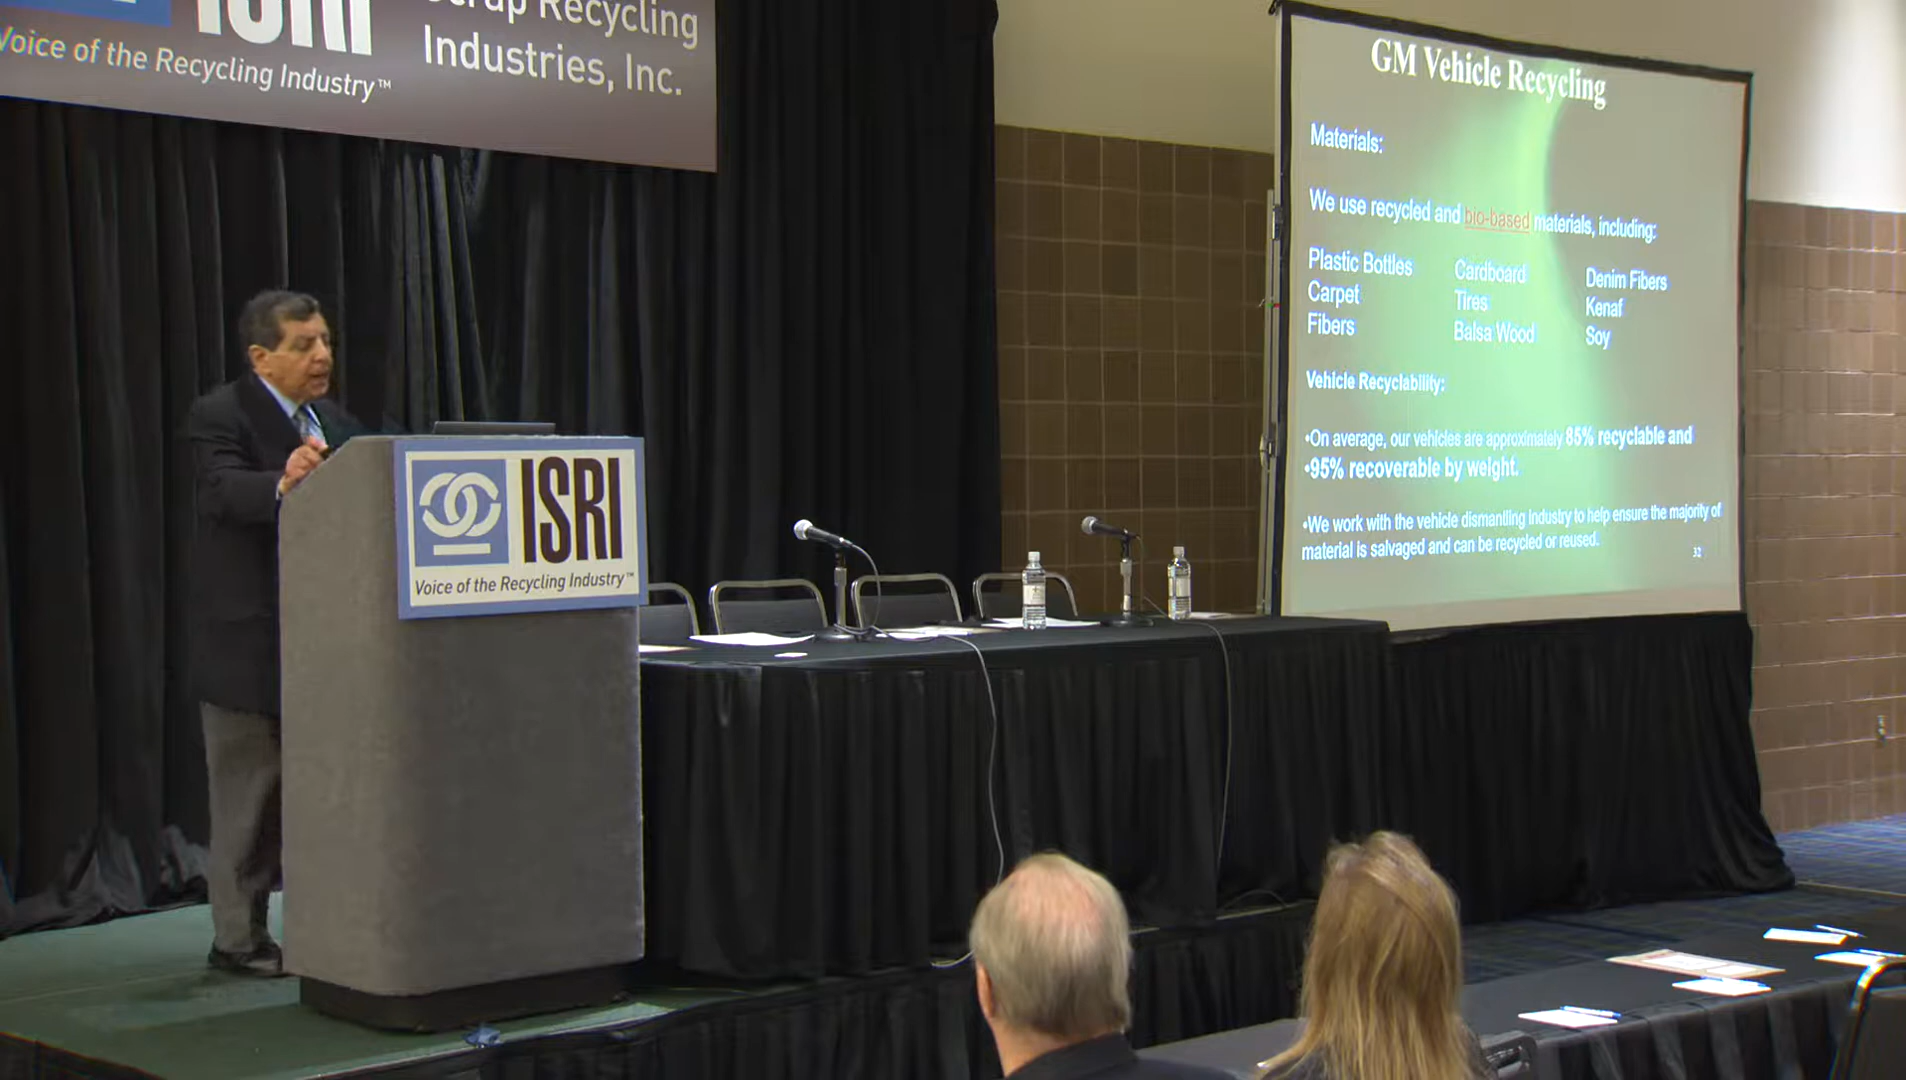 ISRI
Voice of the Recycling Industry™
Recycling
Industries, Inc.
ISRI
Voice of the Recycling Industry™
GM Vehicle Recycling
Materials:
We use recycled and bio-based materials, including:
Plastic Bottles Cardboard Denim Fibers
Carpet Tires Kenaf
Fibers Balsa Wood Soy
Vehicle Recyclability:
•On average, our vehicles are approximately 85% recyclable and
•95% recoverable by weight.
•We work with the vehicle dismantling industry to help ensure the majority of
material is salvaged and can be recycled or reused.
32